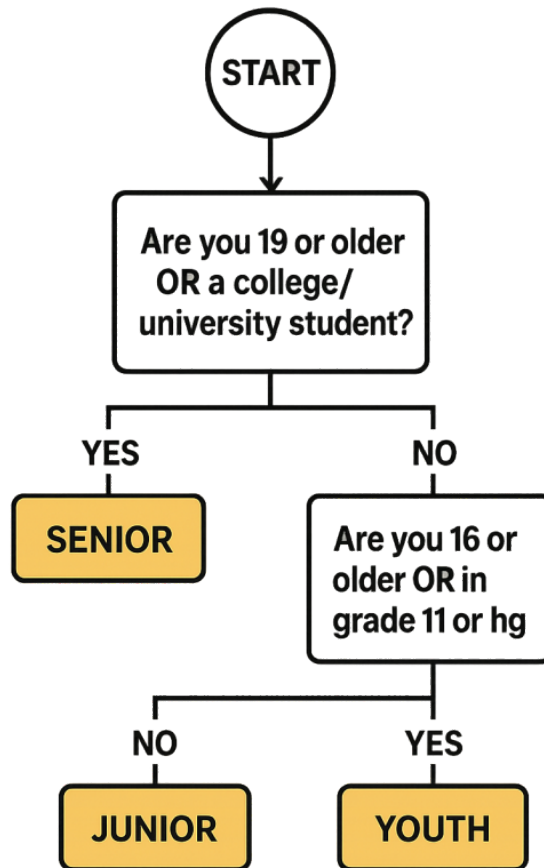 START
Are you 19 or older
OR a college/
university student?
YES
NO
SENIOR
Are you 16 or
older OR in
grade 11 or hg
NO
YES
JUNIOR
YOUTH